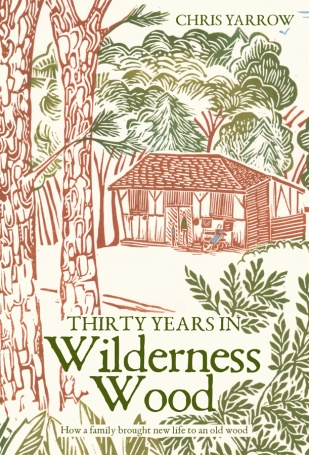 CHRIS YARROW
THIRTY YEARS IN
Wilderness
Wood
How a family brought new life to an old wood